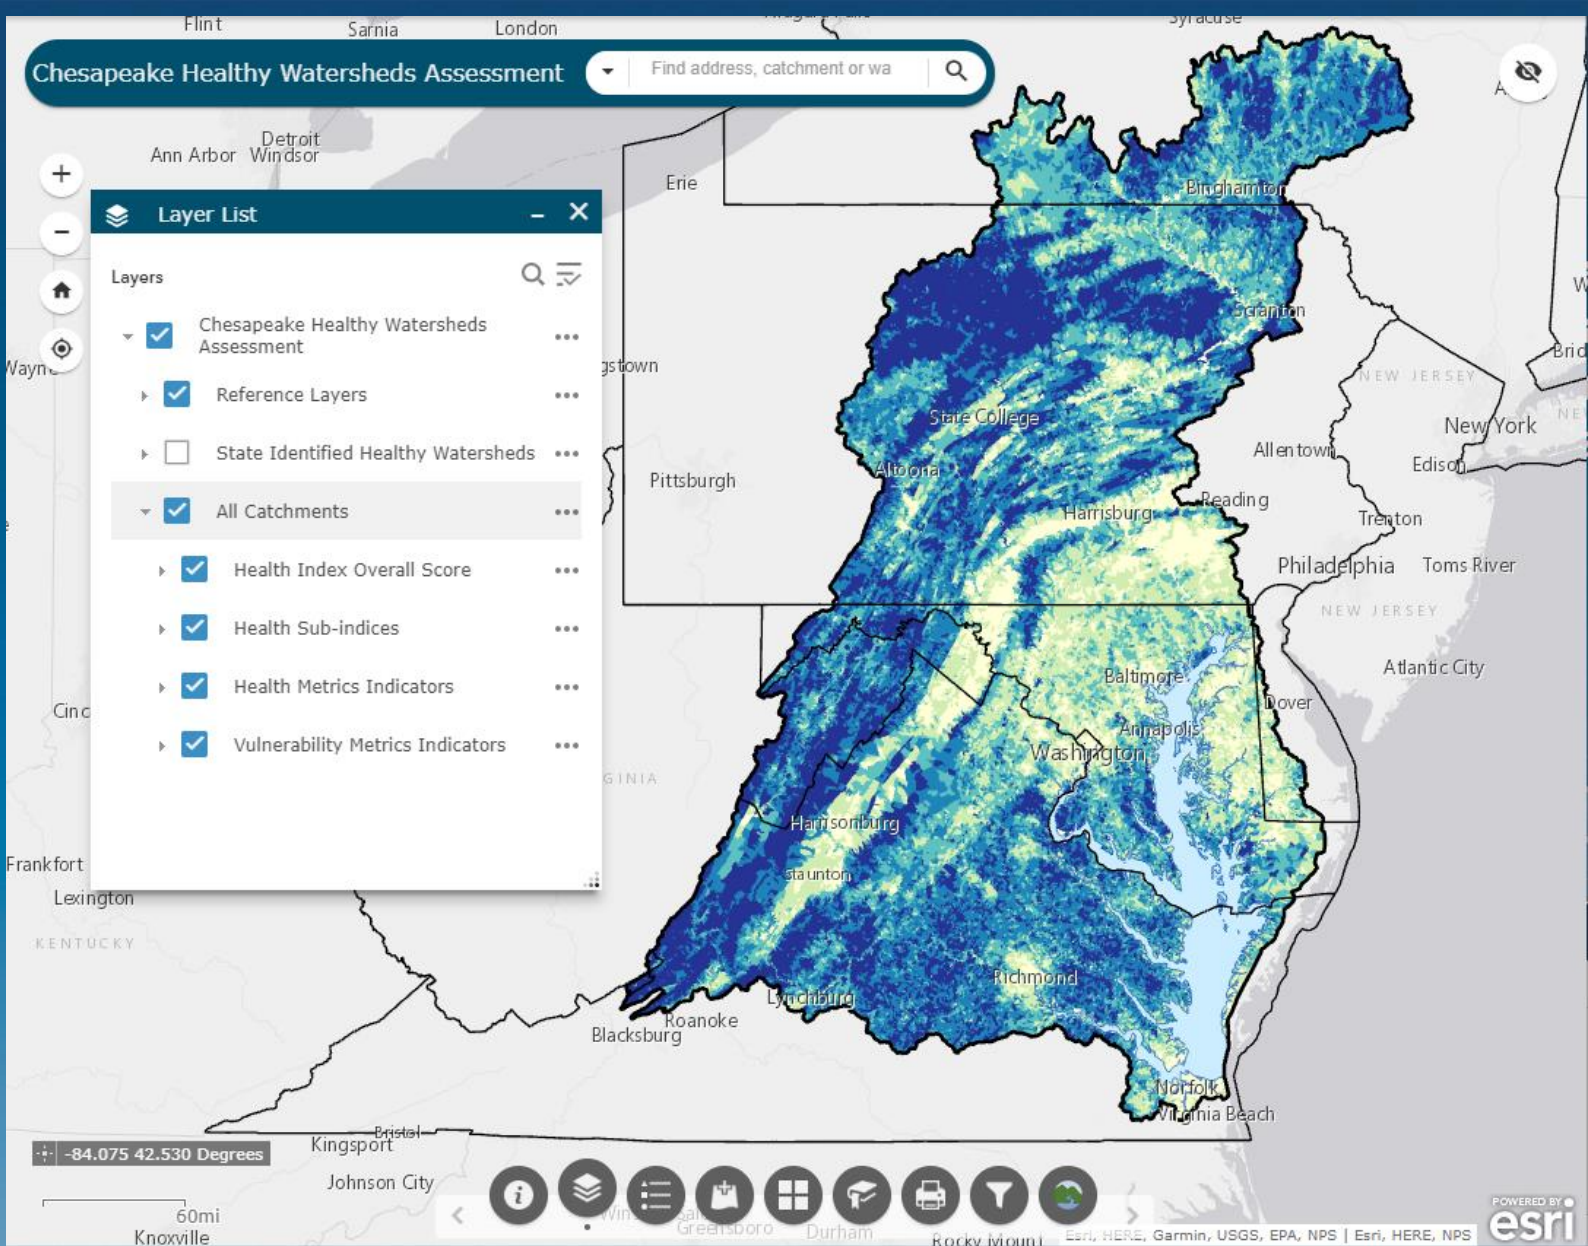 Flint
Sarnia
London
Syracuse
Chesapeake Healthy Watersheds Assessment
Find address, catchment or wa
Detroit
Ann Arbor
Windsor
Erie
Binghamton
Layer List
Layers
Chesapeake Healthy Watersheds
Assessment
Reference Layers
State Identified Healthy Watersheds
All Catchments
Health Index Overall Score
Health Sub-indices
Health Metrics Indicators
Vulnerability Metrics Indicators
Scranton
gstown
NEW JERSEY
State College
New York
Allentown
Edison
Altoona
Pittsburgh
Reading
Harrisburg
Trenton
Philadelphia
Toms River
NEW JERSEY
Baltimore
Atlantic City
Dover
Cinc
Annapolis
Washington
GINIA
Harrisonburg
Frankfort
Staunton
Lexington
KENTUCKY
Richmond
Lynchburg
Roanoke
Blacksburg
Norfolk
Virginia Beach
Bristol
Kingsport
-84.075 42.530 Degrees
Johnson City
60mi
Knoxville
Greensboro
Durham
Rocky Mount
Esri, HERE, Garmin, USGS, EPA, NPS | Esri, HERE, NPS
POWERED BY
esri